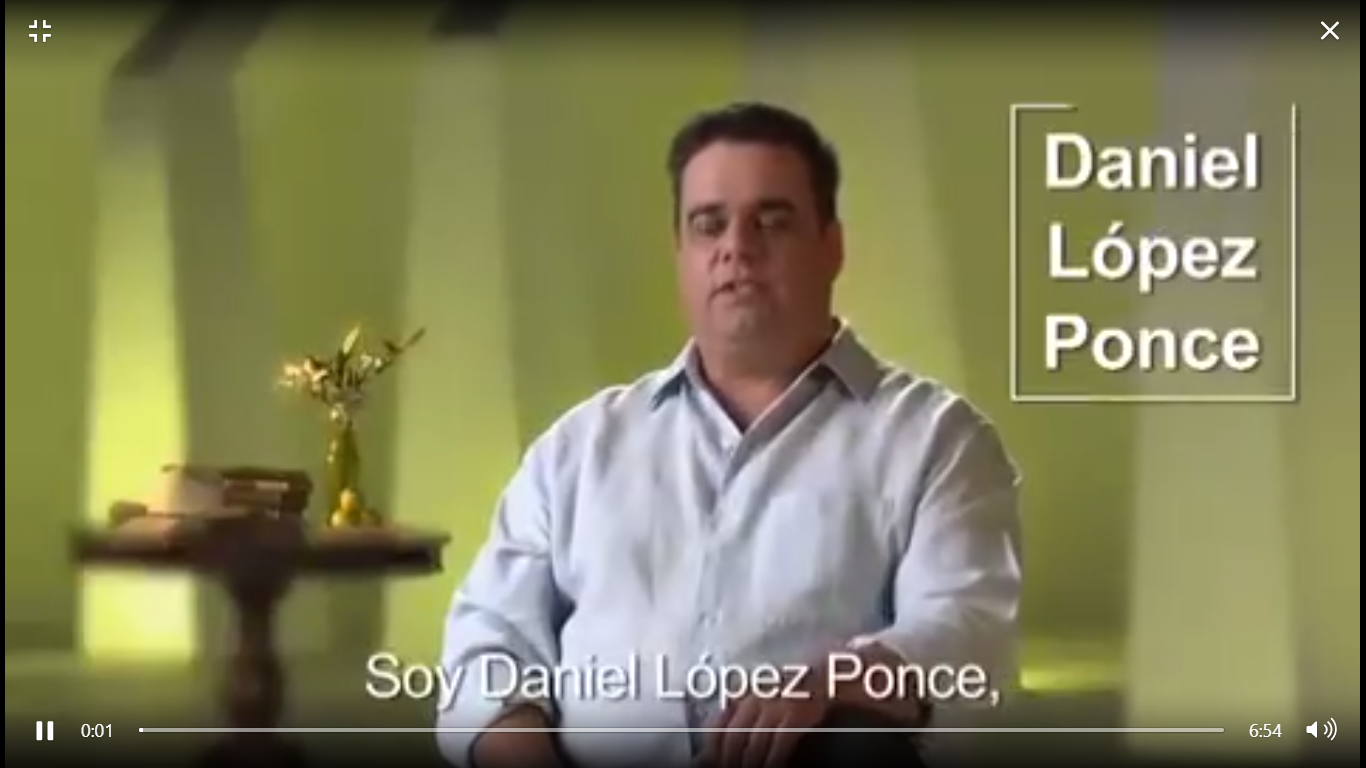 Daniel
López
Ponce
Soy Daniel López Ponce,
0:01
6:54